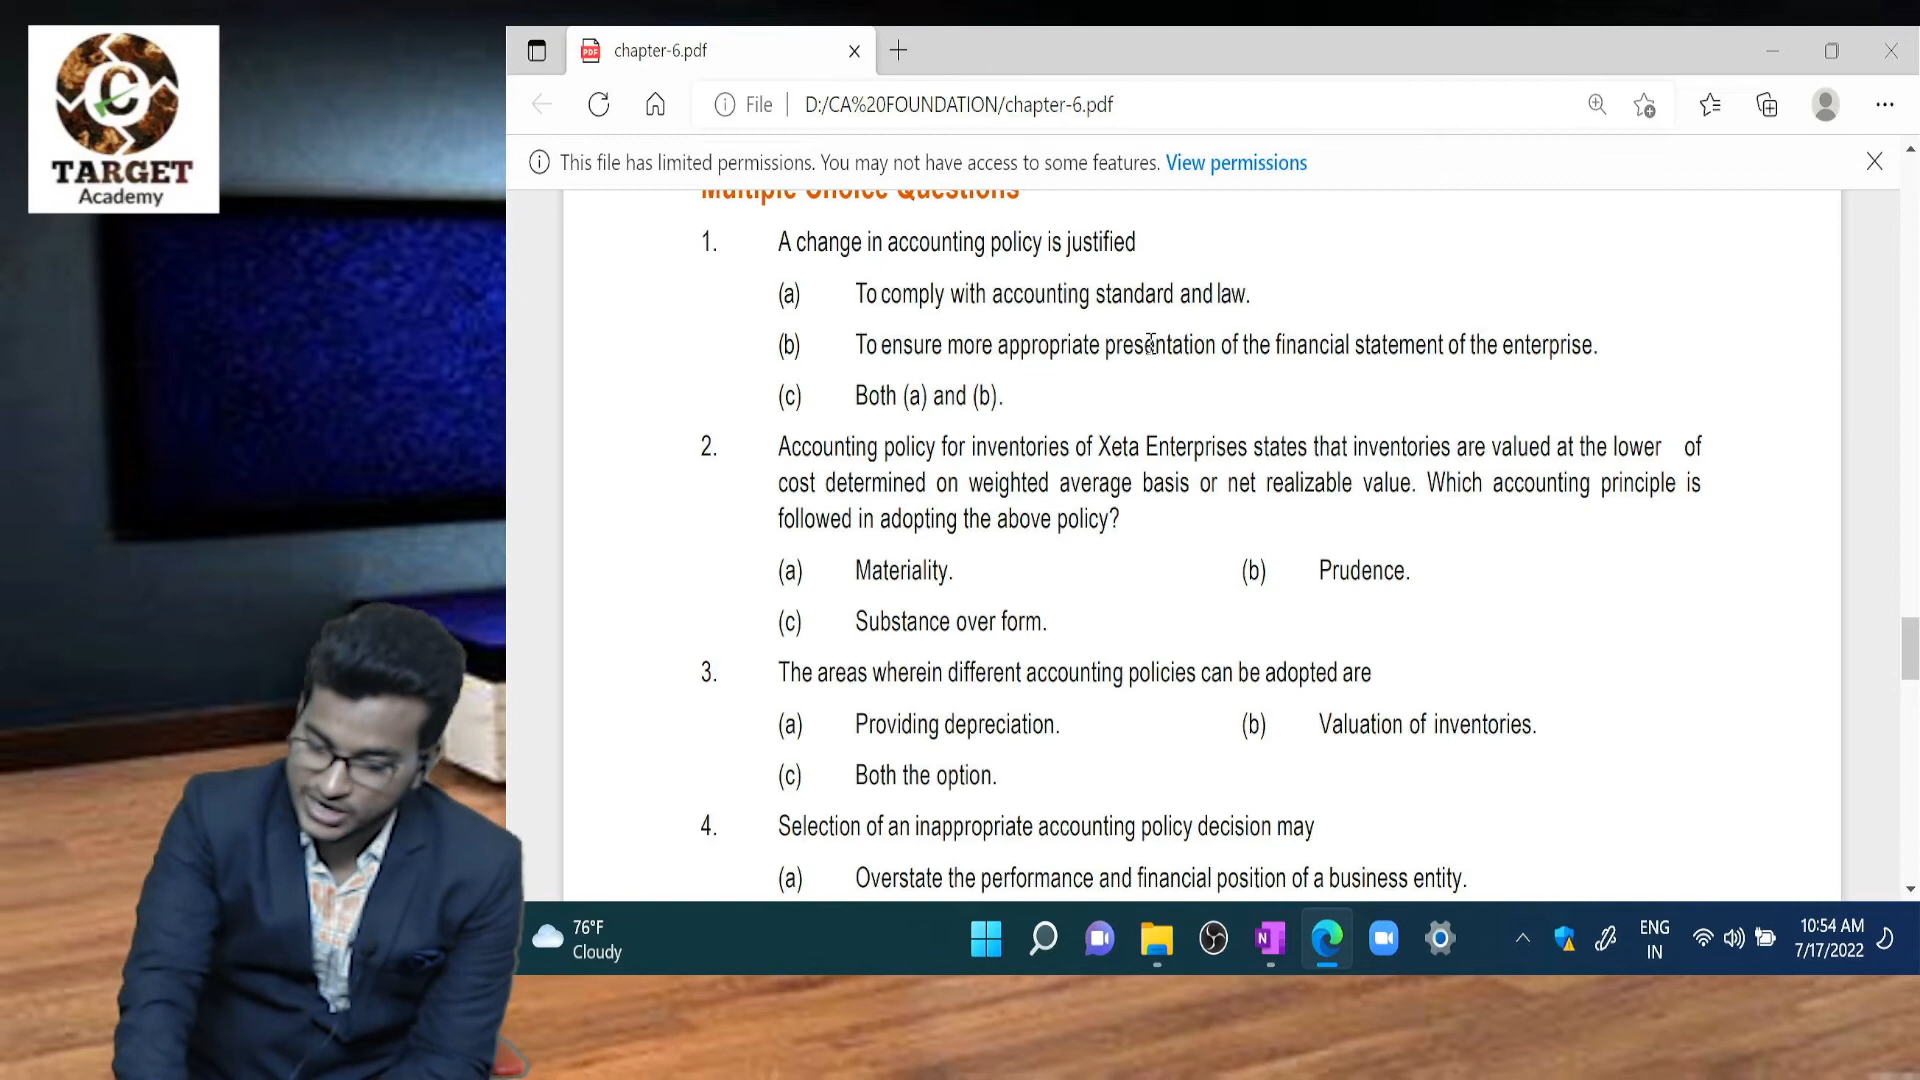 C
TARGET
Academy
chapter-6.pdf
File
D:/CA%20FOUNDATION/chapter-6.pdf
This file has limited permissions. You may not have access to some features. View permissions
Multiple Choice Questions
1. A change in accounting policy is justified
(a) To comply with accounting standard and law.
(b) To ensure more appropriate presentation of the financial statement of the enterprise.
(c) Both (a) and (b).
2. Accounting policy for inventories of Xeta Enterprises states that inventories are valued at the lower of
cost determined on weighted average basis or net realizable value. Which accounting principle is
followed in adopting the above policy?
(a) Materiality. (b) Prudence.
(c) Substance over form.
3. The areas wherein different accounting policies can be adopted are
(a) Providing depreciation. (b) Valuation of inventories.
(c) Both the option.
4. Selection of an inappropriate accounting policy decision may
(a) Overstate the performance and financial position of a business entity.
76°F
Cloudy
ENG
IN
10:54 AM
7/17/2022